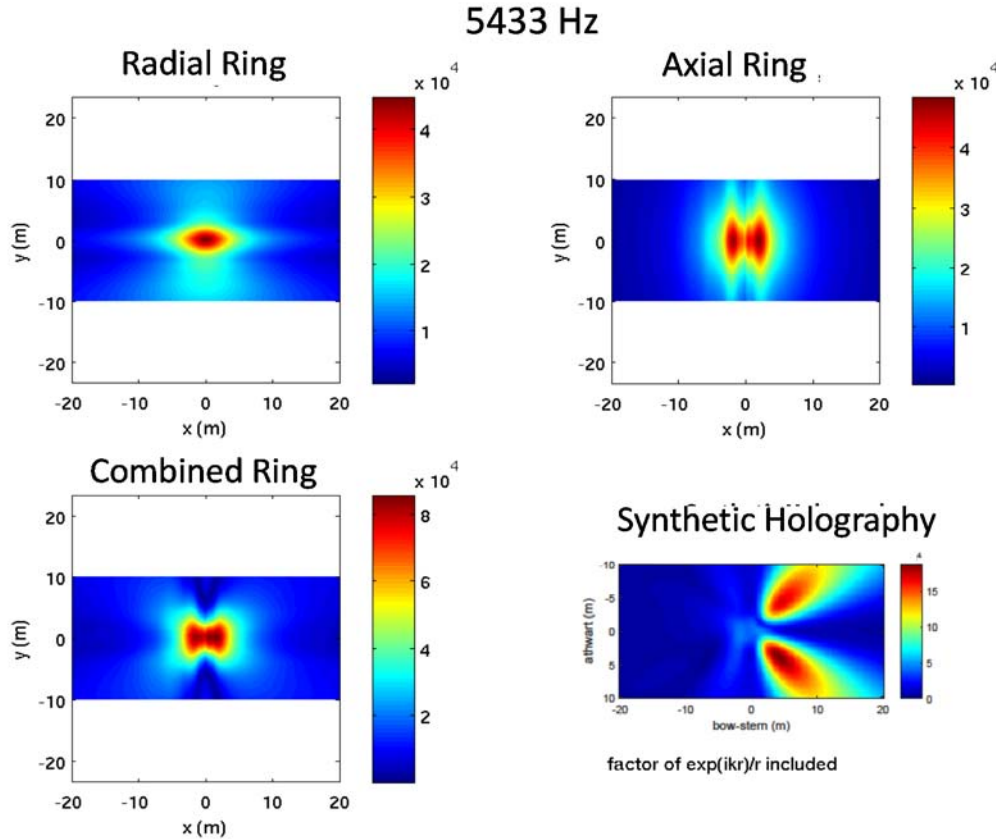 5433 Hz
Radial Ring
Axial Ring
x 10^4
4
3
2
1
20
10
0
-10
-20
y (m)
-20 -10 0 10 20
x (m)
x 10^4
4
3
2
1
20
10
0
-10
-20
y (m)
-20 -10 0 10 20
x (m)
Combined Ring
x 10^4
8
6
4
2
20
10
0
-10
-20
y (m)
-20 -10 0 10 20
x (m)
Synthetic Holography
4
15
10
5
0
-10
-5
0
5
10
athwart (m)
-20 -10 0 10 20
bow-stern (m)
factor of exp(ikr)/r included